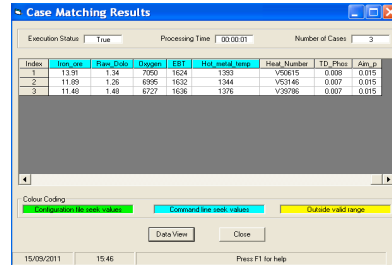 Case Matching Results
Execution Status True Processing Time 00:00:01 Number of Cases 3
Index Iron_ore Raw_Dolo Oxygen EBT Hot_metal_temp Heat_Number TD_Phos Aim_p
1 13.91 1.34 7050 1624 1393 V50615 0.008 0.015
2 11.89 1.26 6995 1632 1344 V53146 0.007 0.015
3 11.48 1.48 6727 1636 1376 V39786 0.007 0.015
Colour Coding
Configuration file seek values Command line seek values Outside valid range
Data View Close
15/09/2011 15:46 Press F1 for help